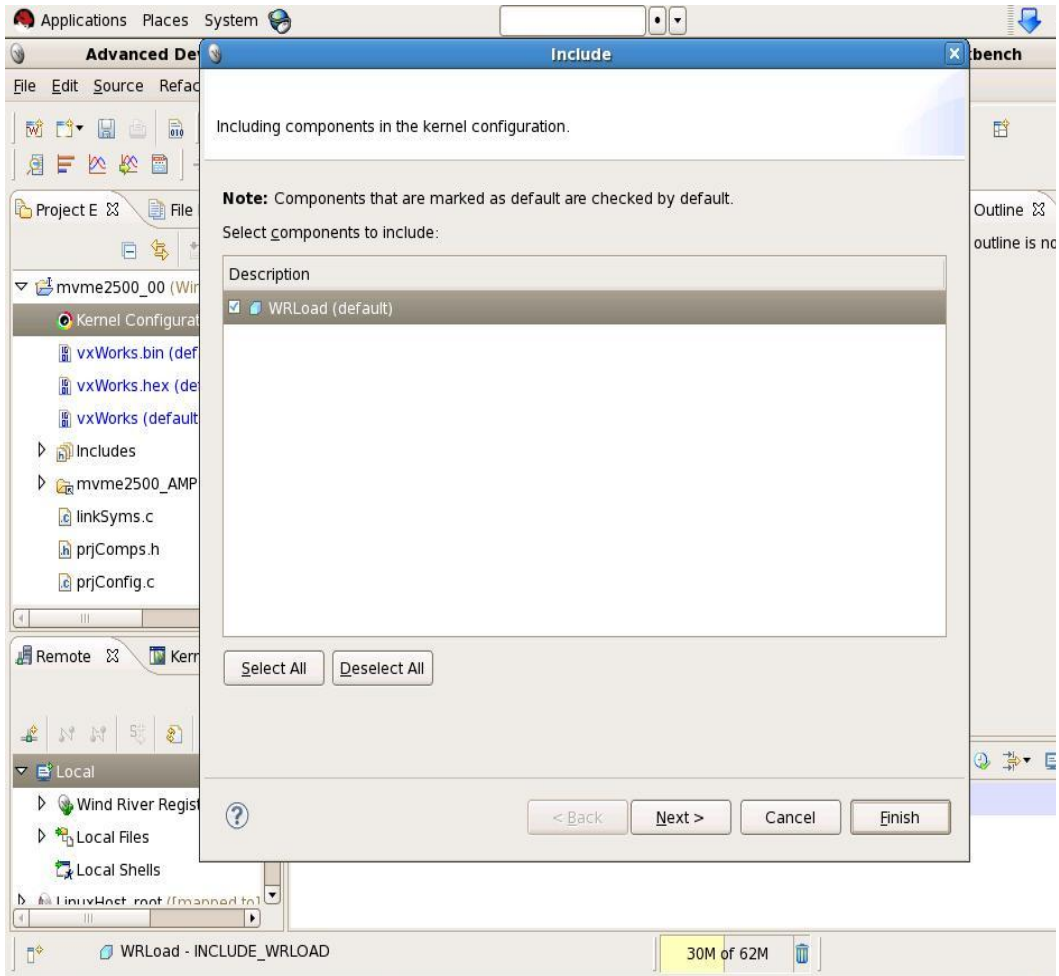 Applications Places System
Advanced De
Include
bench
File Edit Source Refac
Including components in the kernel configuration.
Note: Components that are marked as default are checked by default.
Select components to include:
Description
WRLoad (default)
Select All
Deselect All
< Back
Next >
Cancel
Finish
Project E
File
mvme2500_00 (Wir
Kernel Configurat
vxWorks.bin (def
vxWorks.hex (de
vxWorks (default
Includes
mvme2500_AMP
linkSyms.c
prjComps.h
prjConfig.c
Outline
outline is no
Remote
Kerr
Local
Wind River Regist
Local Files
Local Shells
LinuxHost_root ([mapped to]
WRLoad - INCLUDE_WRLOAD
30M of 62M